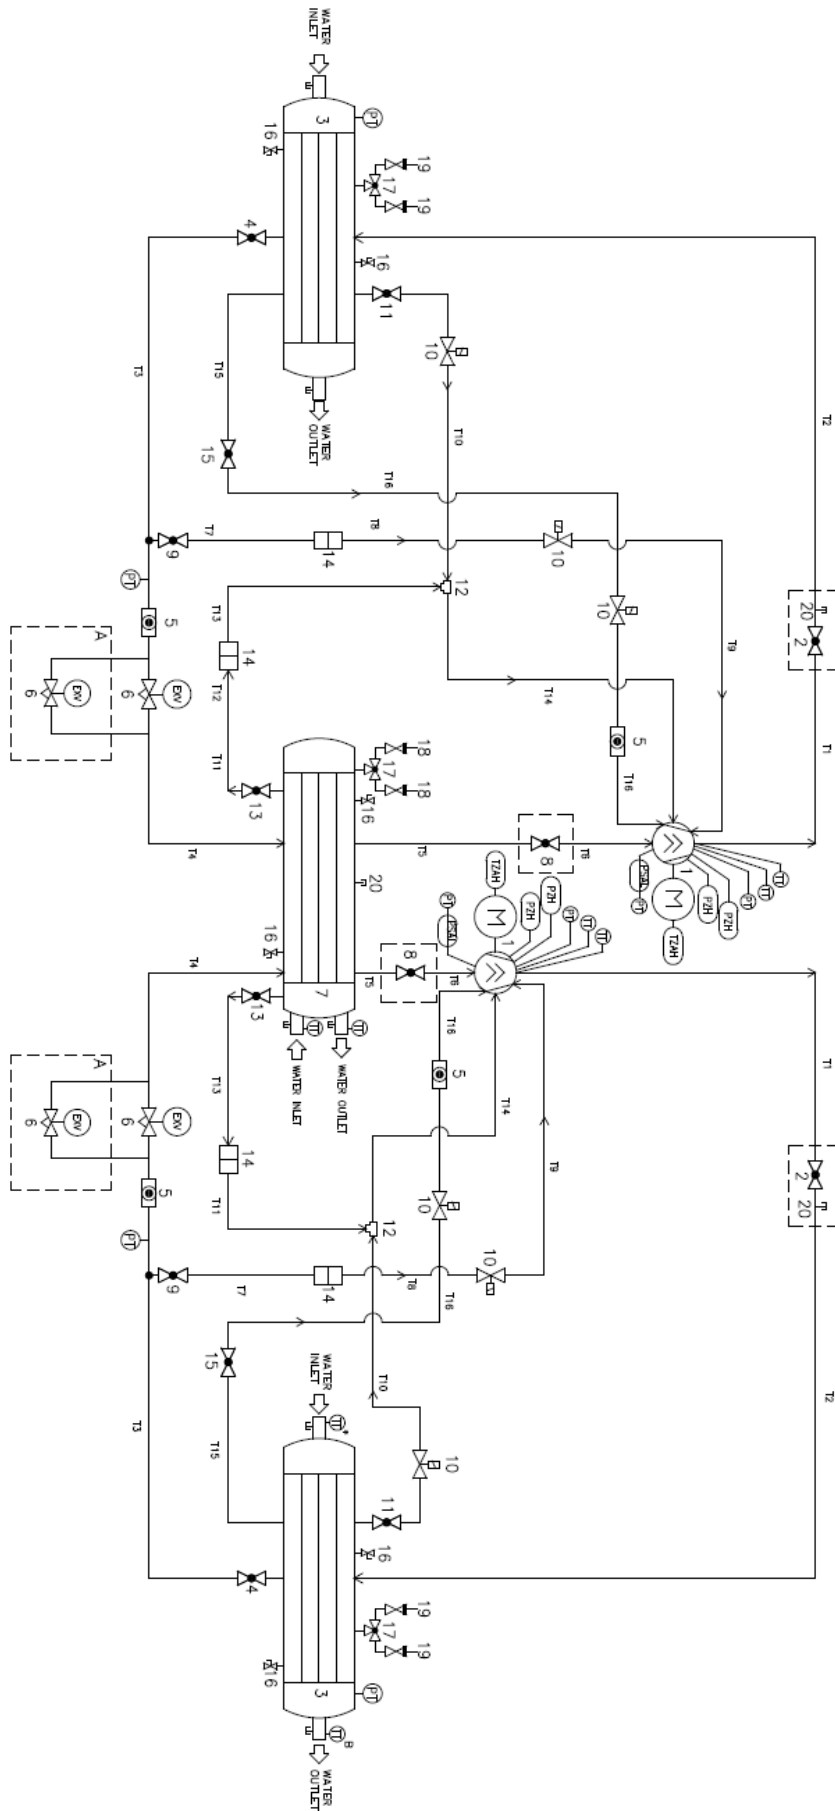 WATER
INLET
3
PT
16
19
17
19
4
16
11
10
WATER
OUTLET
T3
T15
15
T10
T2
T16
T7
T8
9
14
10
PT
12
10
20
2
T13
5
T9
A
14
6
EXV
6
EXV
T12
T14
5
T11
18
17
18
T16
13
16
T1
T4
T5
8
T6
1
TT
TT
PT
PZH
PZH
PSAL
PT
M
TZAH
20
TZAH
M
1
PZH
PZH
PT
TT
TT
PT
PSAL
T4
16
T5
8
T6
7
13
TT
TT
WATER INLET
WATER OUTLET
T16
A
T13
5
T14
T1
T9
6
EXV
6
EXV
14
2
5
T11
10
20
PT
12
10
9
T7
14
T8
T16
15
WATER
INLET
T10
T2
T3
TT
*
T15
10
11
16
4
19
17
19
16
3
PT
TT
B
WATER
OUTLET